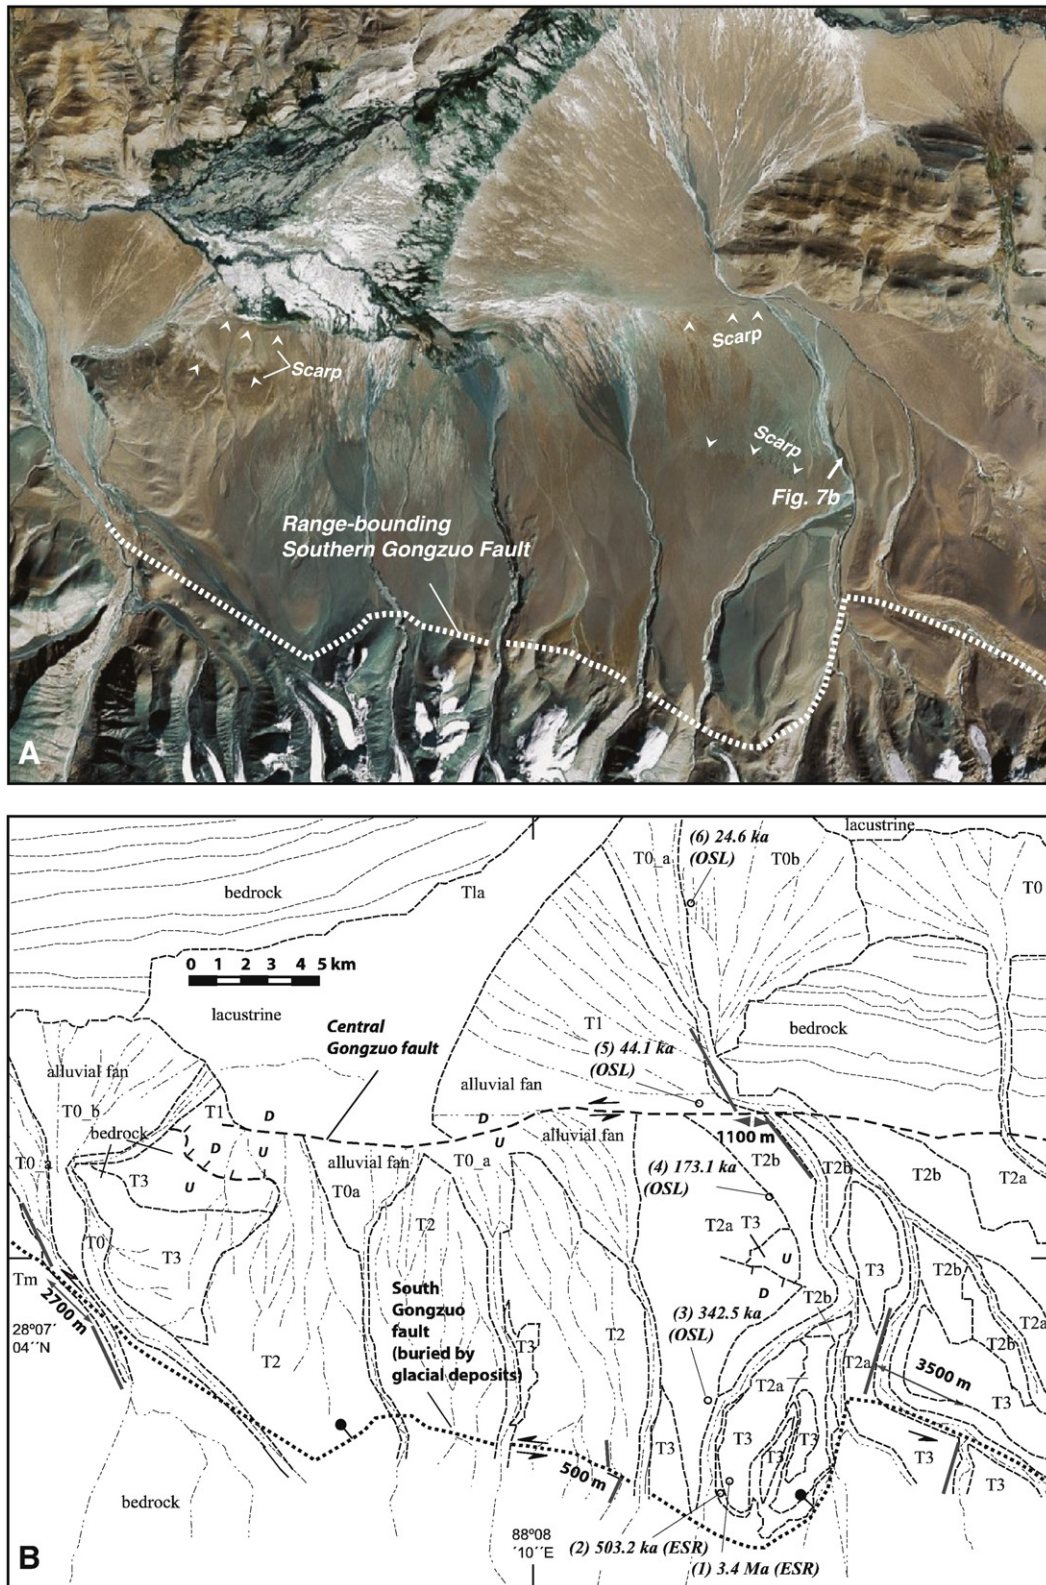 Scarp
Scarp
Scarp
Fig. 7b
Range-bounding
Southern Gongzuo Fault
A
lacustrine
(6) 24.6 ka
(OSL)
T0_a
T0b
T0
bedrock
Tla
0 1 2 3 4 5 km
lacustrine
Central
Gongzuo fault
T1
bedrock
(5) 44.1 ka
(OSL)
alluvial fan
alluvial fan
T0_b
T1
D
D
bedrock
D
U
U
alluvial fan
1100 m
T0_a
T3
U
alluvial fan
T0_a
T2b
T2b
T2b
T2a
T0a
(4) 173.1 ka
(OSL)
T2
T2a
T3
U
T0
T3
D
T3
T2b
Tm
2700 m
South
Gongzuo
fault
(buried by
glacial deposits)
(3) 342.5 ka
(OSL)
T2b
T2a
28°07´
04´´N
T2
T3
T2
T2a
T2b
T2a
3500 m
T3
T3
T3
T3
T3
T3
T3
500 m
bedrock
88°08
´10´´E
(2) 503.2 ka (ESR)
(1) 3.4 Ma (ESR)
B